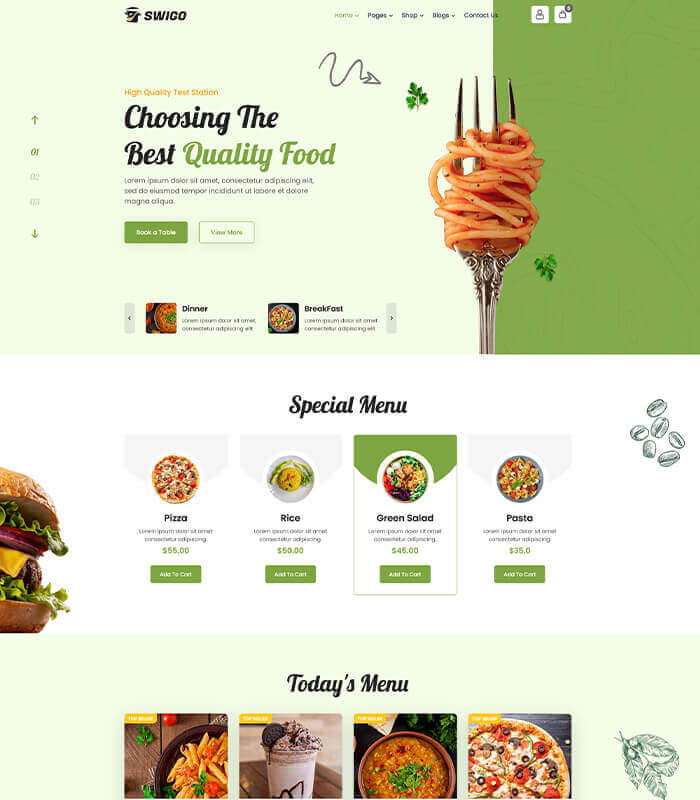 SWIGO
Home Pages Shop Blogs Contact us
0
High Quality Test Station
Choosing The
Best Quality Food
Lorem ipsum dolor sit amet, consectetur adipiscing elit,
sed do eiusmod tempor incididunt ut labore et dolore
magna aliqua.
01
02
03
Book a Table
View More
Dinner
Lorem ipsum dolor sit amet,
consectetur adipiscing elit
BreakFast
Lorem ipsum dolor sit amet,
consectetur adipiscing elit
Special Menu
Pizza
Lorem ipsum dolor sit amet
consectetur adipiscing.
$55.00
Add To Cart
Rice
Lorem ipsum dolor sit amet
consectetur adipiscing.
$50.00
Add To Cart
Green Salad
Lorem ipsum dolor sit amet
consectetur adipiscing.
$45.00
Add To Cart
Pasta
Lorem ipsum dolor sit amet
consectetur adipiscing.
$35.0
Add To Cart
Today's Menu
TOP SELLER
TOP SELLER
TOP SELLER
TOP SELLER